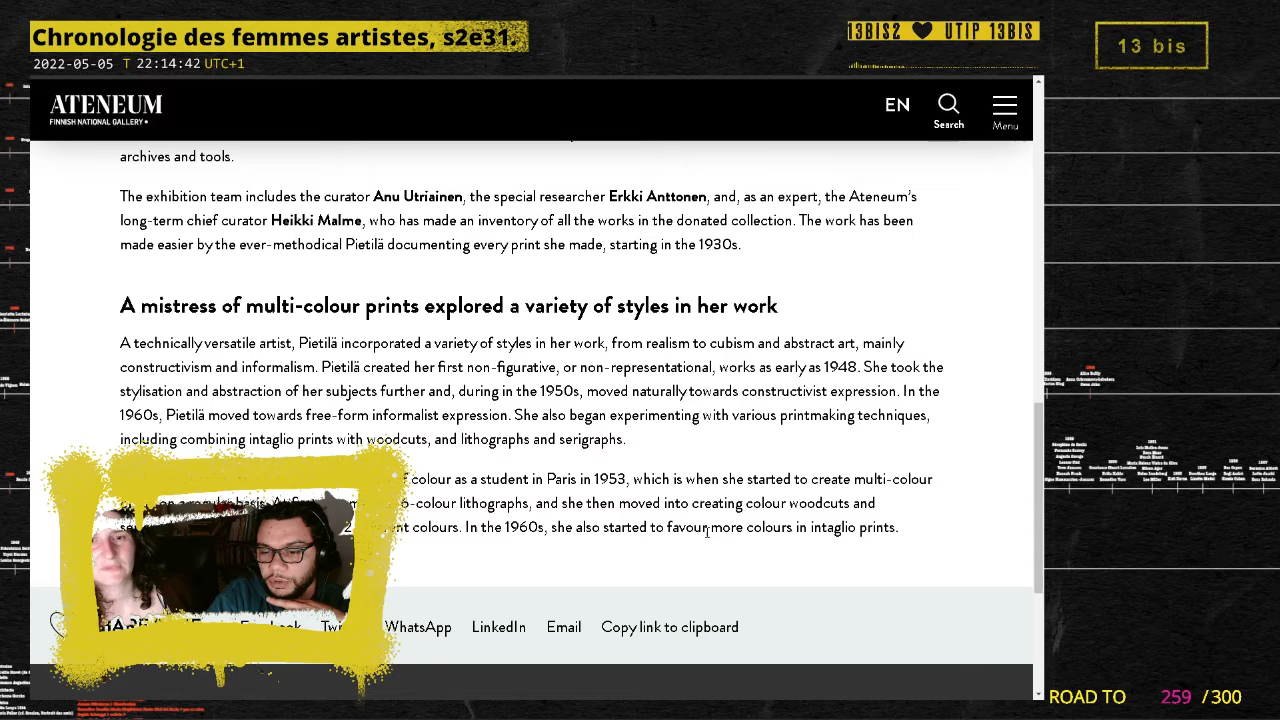 Chronologie des femmes artistes, s2e31.
2022-05-05 T 22:14:42 UTC+1
13BIS2 UTIP 13BIS
13 bis
ATENEUM
FINNISH NATIONAL GALLERY
EN
Search
Menu
archives and tools.
The exhibition team includes the curator Anu Utriainen, the special researcher Erkki Anttonen, and, as an expert, the Ateneum's
long-term chief curator Heikki Malme, who has made an inventory of all the works in the donated collection. The work has been
made easier by the ever-methodical Pietilä documenting every print she made, starting in the 1930s.
A mistress of multi-colour prints explored a variety of styles in her work
A technically versatile artist, Pietilä incorporated a variety of styles in her work, from realism to cubism and abstract art, mainly
constructivism and informalism. Pietilä created her first non-figurative, or non-representational, works as early as 1948. She took the
stylisation and abstraction of her subjects further and, during the 1950s, moved naturally towards constructivist expression. In the
1960s, Pietilä moved towards free-form informalist expression. She also began experimenting with various printmaking techniques,
including combining intaglio prints with woodcuts, and lithographs and serigraphs.
f colour as a student in Paris in 1953, which is when she started to create multi-colour
o-colour lithographs, and she then moved into creating colour woodcuts and
nt colours. In the 1960s, she also started to favour more colours in intaglio prints.
WhatsApp LinkedIn Email Copy link to clipboard
ROAD TO 259 / 300